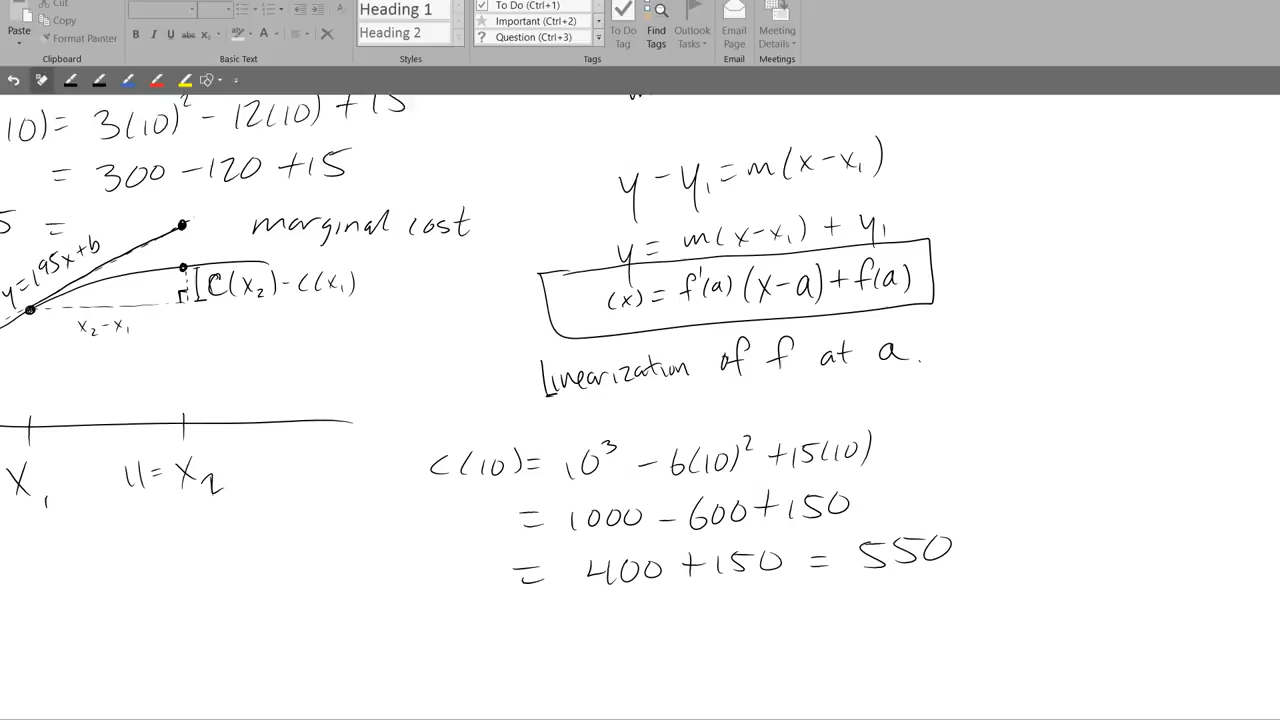 Cut
Paste
Copy
Format Painter
Clipboard
B I U abc x₂ A
Basic Text
Heading 1
Heading 2
Styles
To Do (Ctrl+1)
Important (Ctrl+2)
? Question (Ctrl+3)
Tags
To Do Tag
Find Tags
Outlook Tasks
Email Page
Email
Meeting Details
Meetings
(10) = 3(10)² - 12(10) + 15
= 300 - 120 + 15
5 =
marginal cost
y = 195x + b
C(x₂) - C(x₁)
x₂ - x₁
x₁
11 = x₂
y - y₁ = m(x - x₁)
y = m(x - x₁) + y₁
(x) = f'(a)(x - a) + f(a)
Linearization of f at a.
C(10) = 10³ - 6(10)² + 15(10)
= 1000 - 600 + 150
= 400 + 150 = 550